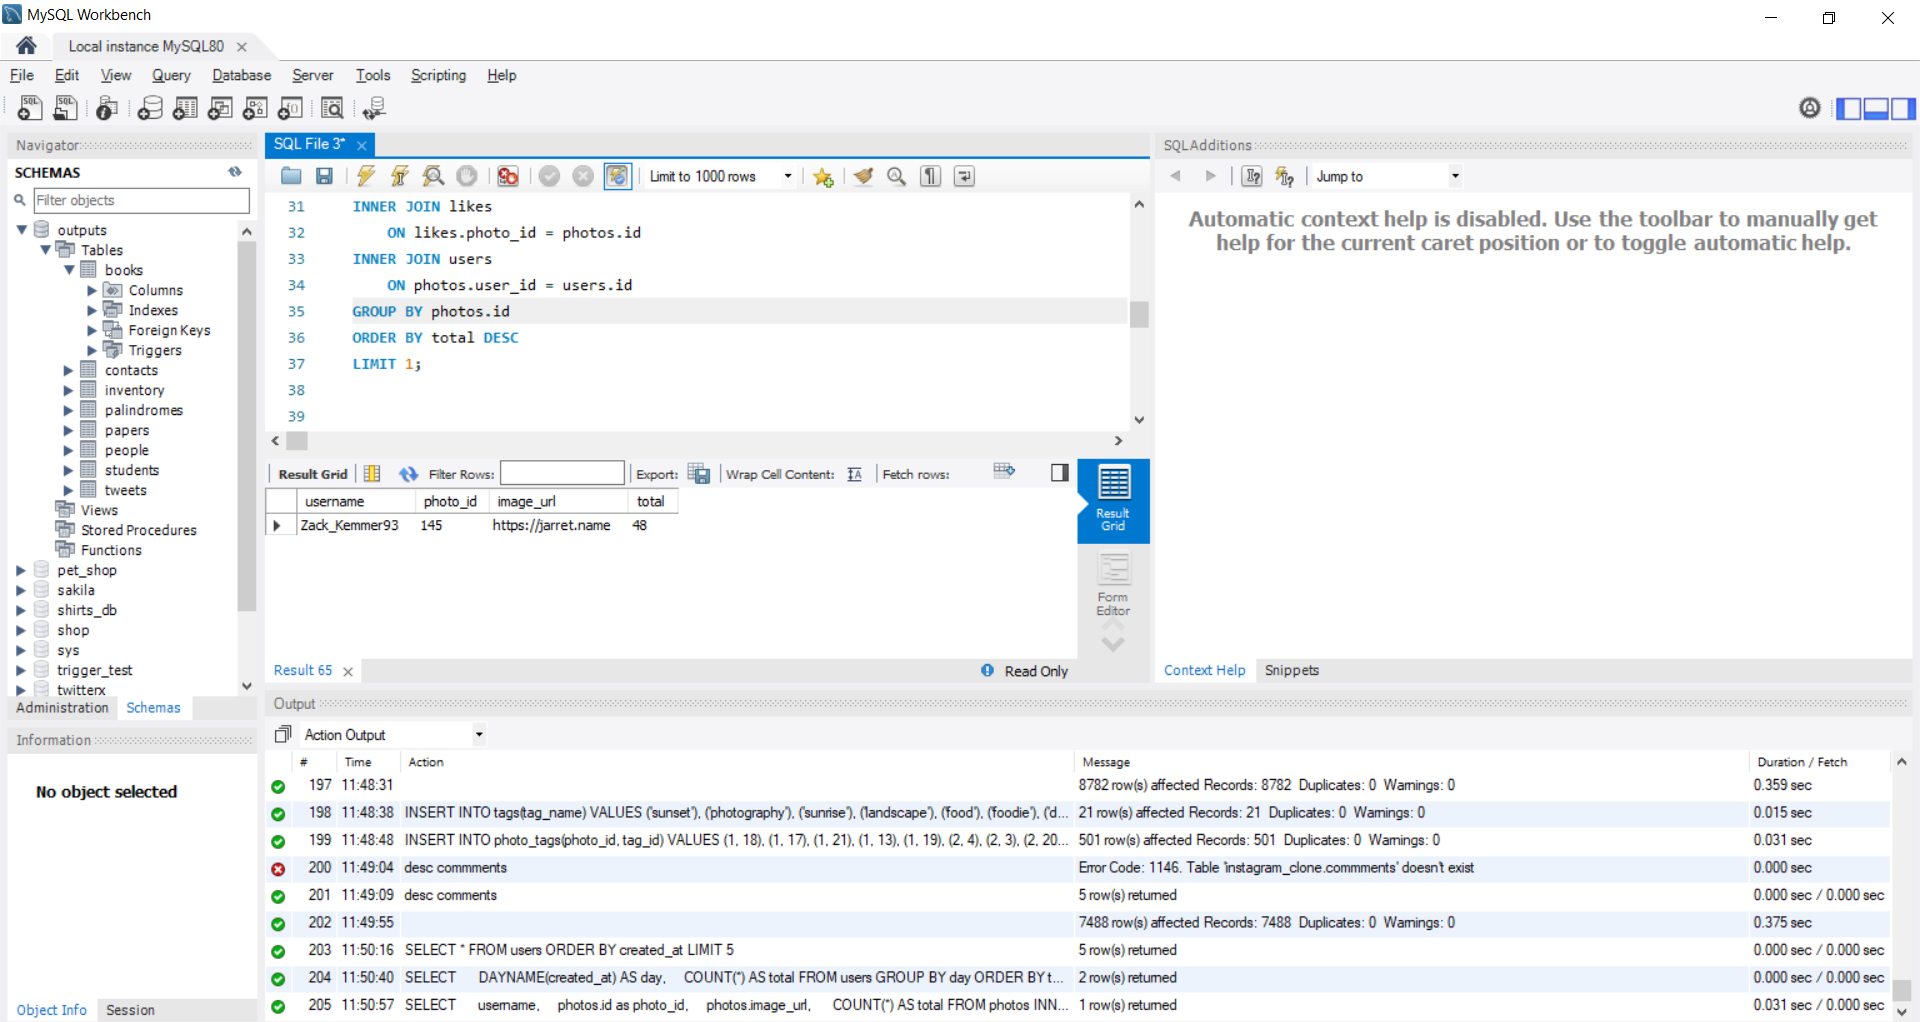 MySQL Workbench
Local instance MySQL80
File Edit View Query Database Server Tools Scripting Help
Navigator
SCHEMAS
Filter objects
outputs
Tables
books
Columns
Indexes
Foreign Keys
Triggers
contacts
inventory
palindromes
papers
people
students
tweets
Views
Stored Procedures
Functions
pet_shop
sakila
shirts_db
shop
sys
trigger_test
twitterx
Administration Schemas
Information
No object selected
Object Info Session
SQL File 3*
Limit to 1000 rows
31 INNER JOIN likes
32 ON likes.photo_id = photos.id
33 INNER JOIN users
34 ON photos.user_id = users.id
35 GROUP BY photos.id
36 ORDER BY total DESC
37 LIMIT 1;
38
39
Result Grid Filter Rows: Export: Wrap Cell Content: Fetch rows:
username photo_id image_url total
Zack_Kemmer93 145 https://jarret.name 48
Result Grid
Form Editor
Result 65 Read Only
SQLAdditions
Jump to
Automatic context help is disabled. Use the toolbar to manually get
help for the current caret position or to toggle automatic help.
Context Help Snippets
Output
Action Output
# Time Action Message Duration / Fetch
197 11:48:31 8782 row(s) affected Records: 8782 Duplicates: 0 Warnings: 0 0.359 sec
198 11:48:38 INSERT INTO tags(tag_name) VALUES ('sunset'), ('photography'), ('sunrise'), ('landscape'), ('food'), ('foodie'), ('d... 21 row(s) affected Records: 21 Duplicates: 0 Warnings: 0 0.015 sec
199 11:48:48 INSERT INTO photo_tags(photo_id, tag_id) VALUES (1, 18), (1, 17), (1, 21), (1, 13), (1, 19), (2, 4), (2, 3), (2, 20... 501 row(s) affected Records: 501 Duplicates: 0 Warnings: 0 0.031 sec
200 11:49:04 desc commments Error Code: 1146. Table 'instagram_clone.commments' doesn't exist 0.000 sec
201 11:49:09 desc comments 5 row(s) returned 0.000 sec / 0.000 sec
202 11:49:55 7488 row(s) affected Records: 7488 Duplicates: 0 Warnings: 0 0.375 sec
203 11:50:16 SELECT * FROM users ORDER BY created_at LIMIT 5 5 row(s) returned 0.000 sec / 0.000 sec
204 11:50:40 SELECT DAYNAME(created_at) AS day, COUNT(*) AS total FROM users GROUP BY day ORDER BY t... 2 row(s) returned 0.000 sec / 0.000 sec
205 11:50:57 SELECT username, photos.id as photo_id, photos.image_url, COUNT(*) AS total FROM photos INN... 1 row(s) returned 0.031 sec / 0.000 sec